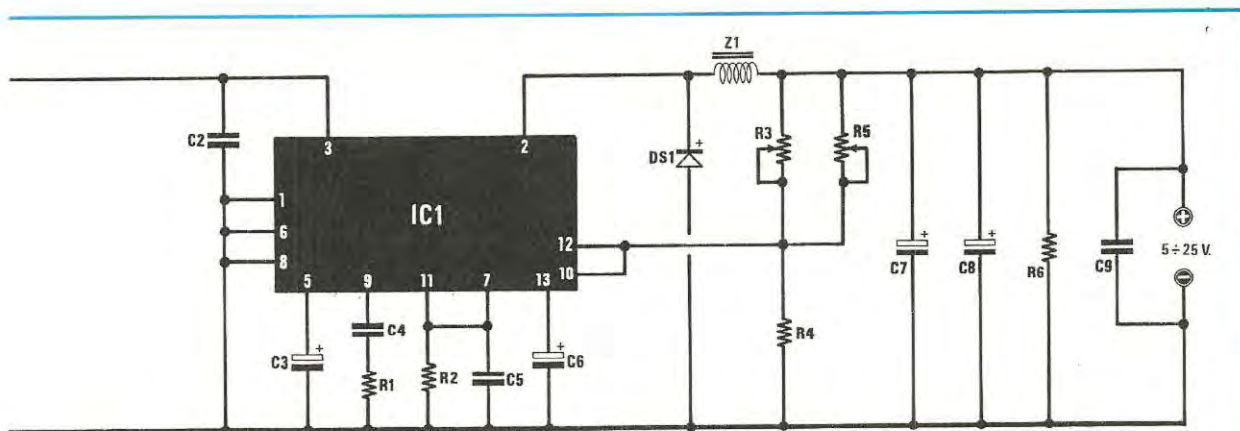 Z1
C2
3
2
R3
R5
DS1
+
1
IC1
6
12
+
+
8
10
C7
C8
R6
C9
5÷25 V.
5
9
11
7
13
+
C4
+
R4
C3
R1
R2
C5
C6